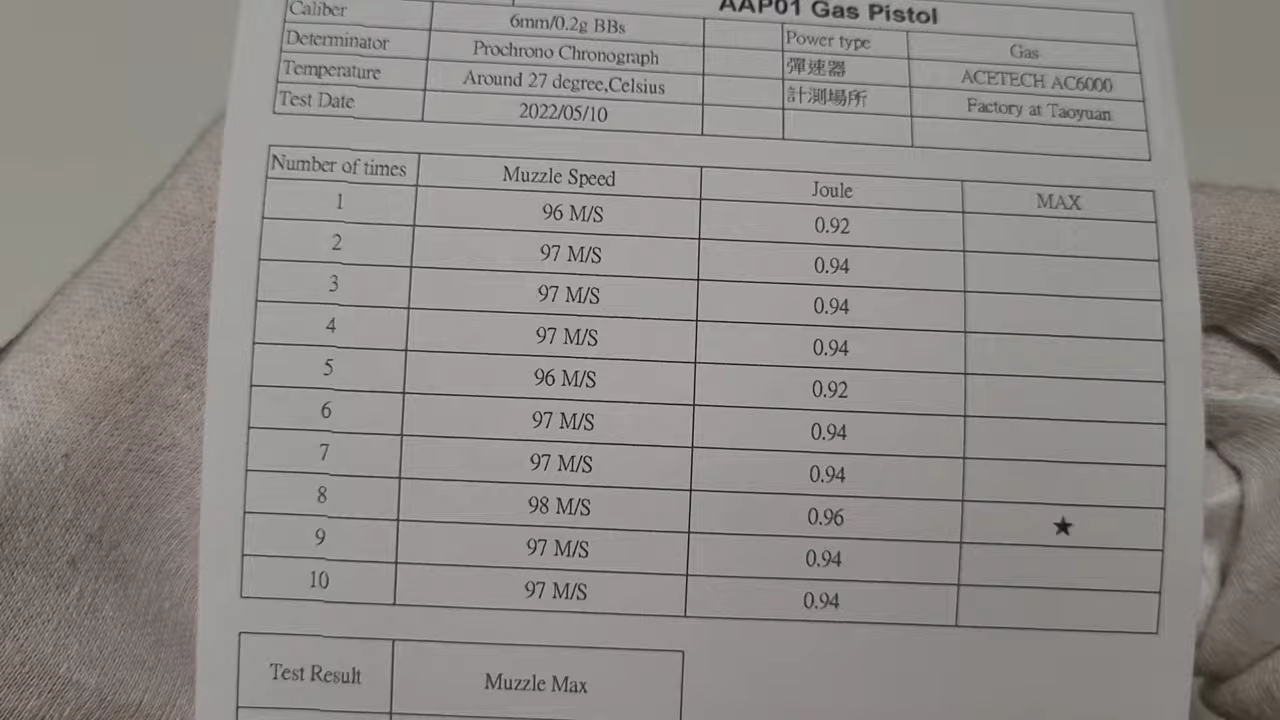 AAP01 Gas Pistol
Caliber 6mm/0.2g BBs Power type Gas
Determinator Prochrono Chronograph 彈速器 ACETECH AC6000
Temperature Around 27 degree,Celsius 計測場所 Factory at Taoyuan
Test Date 2022/05/10
Number of times Muzzle Speed Joule MAX
1 96 M/S 0.92
2 97 M/S 0.94
3 97 M/S 0.94
4 97 M/S 0.94
5 96 M/S 0.92
6 97 M/S 0.94
7 97 M/S 0.94
8 98 M/S 0.96 ★
9 97 M/S 0.94
10 97 M/S 0.94
Test Result Muzzle Max